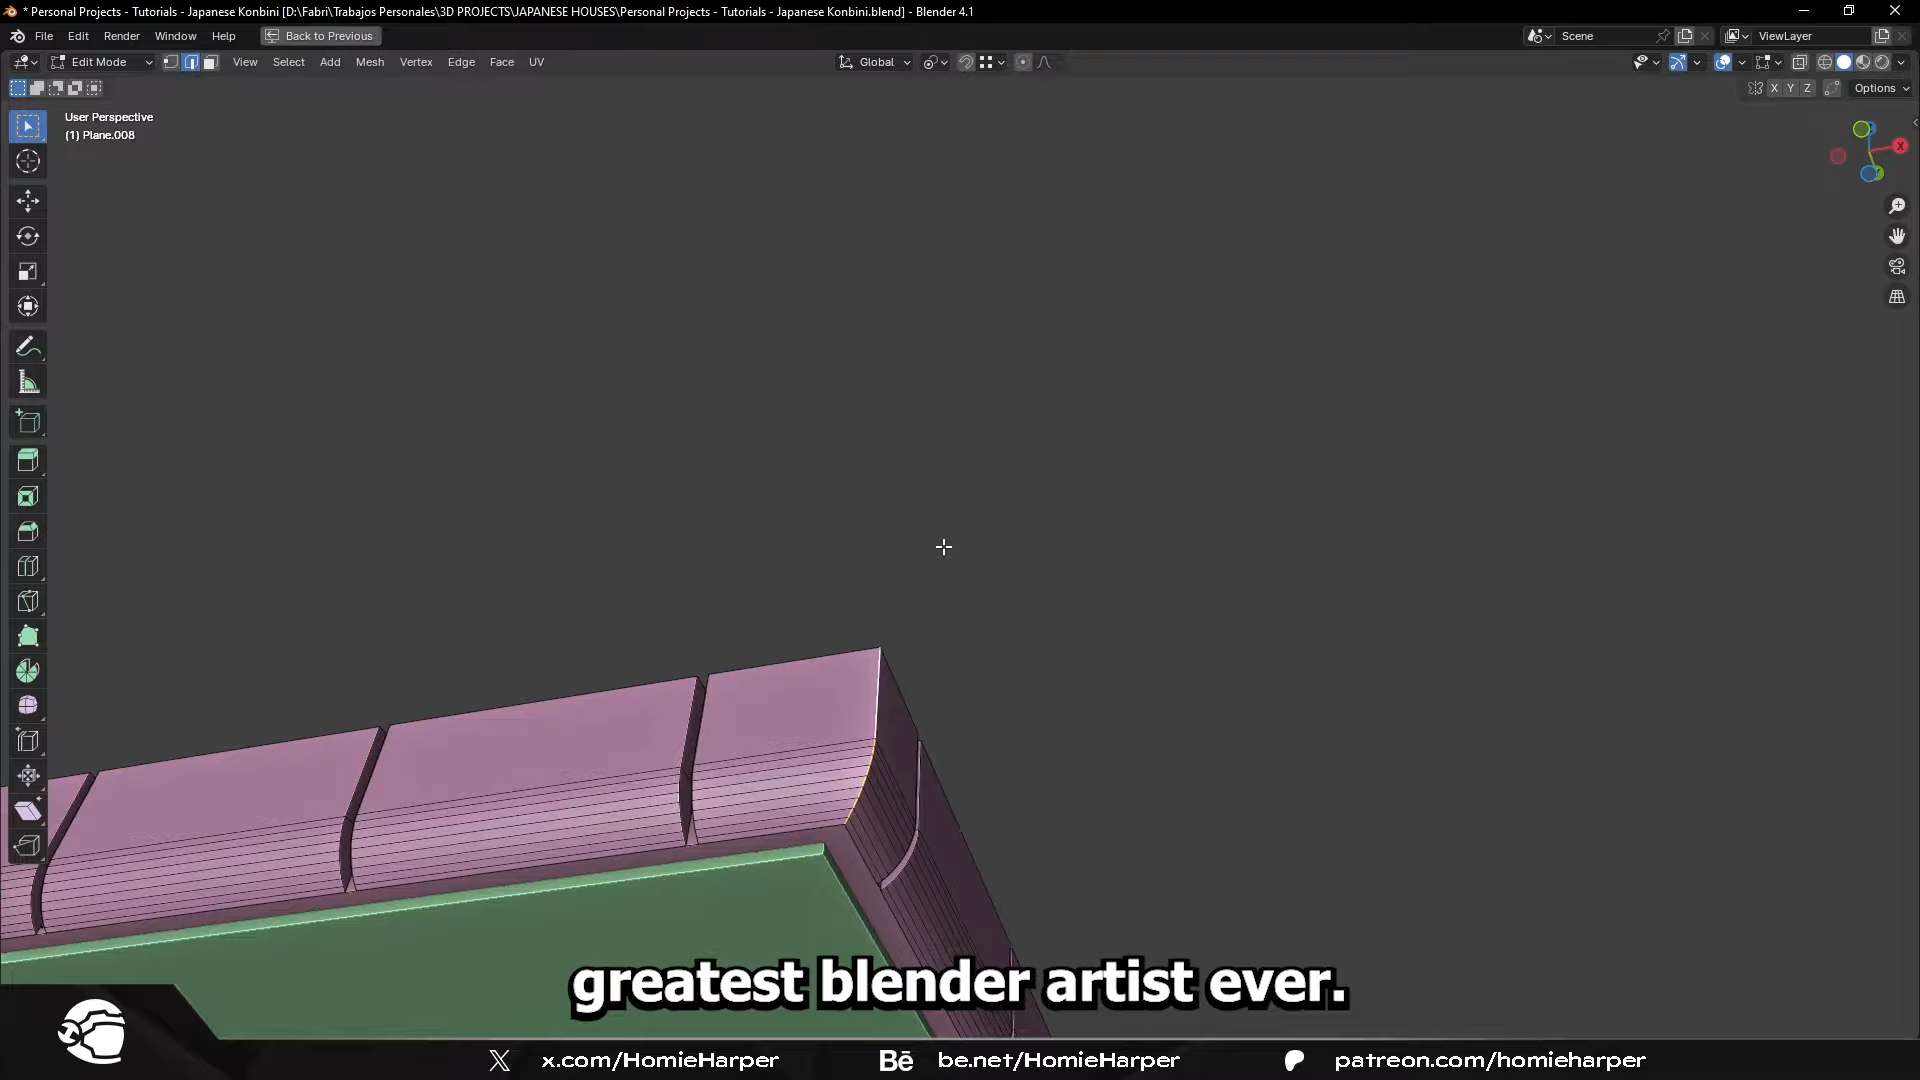 * Personal Projects - Tutorials - Japanese Konbini [D:\Fabri\Trabajos Personales\3D PROJECTS\JAPANESE HOUSES\Personal Projects - Tutorials - Japanese Konbini.blend] - Blender 4.1
File Edit Render Window Help Back to Previous Scene ViewLayer
Edit Mode View Select Add Mesh Vertex Edge Face UV Global
X Y Z Options
User Perspective
(1) Plane.008
X
greatest blender artist ever.
x.com/HomieHarper Bē be.net/HomieHarper patreon.com/homieharper